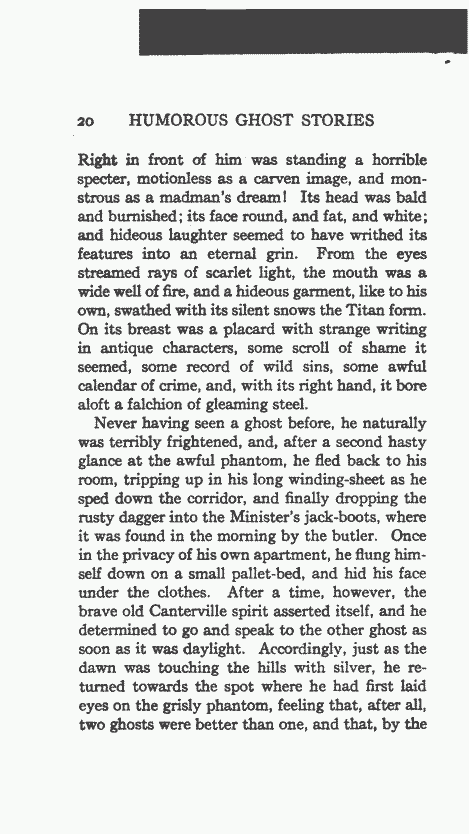 20 HUMOROUS GHOST STORIES
Right in front of him was standing a horrible
specter, motionless as a carven image, and mon-
strous as a madman's dream! Its head was bald
and burnished; its face round, and fat, and white;
and hideous laughter seemed to have writhed its
features into an eternal grin. From the eyes
streamed rays of scarlet light, the mouth was a
wide well of fire, and a hideous garment, like to his
own, swathed with its silent snows the Titan form.
On its breast was a placard with strange writing
in antique characters, some scroll of shame it
seemed, some record of wild sins, some awful
calendar of crime, and, with its right hand, it bore
aloft a falchion of gleaming steel.
Never having seen a ghost before, he naturally
was terribly frightened, and, after a second hasty
glance at the awful phantom, he fled back to his
room, tripping up in his long winding-sheet as he
sped down the corridor, and finally dropping the
rusty dagger into the Minister's jack-boots, where
it was found in the morning by the butler. Once
in the privacy of his own apartment, he flung him-
self down on a small pallet-bed, and hid his face
under the clothes. After a time, however, the
brave old Canterville spirit asserted itself, and he
determined to go and speak to the other ghost as
soon as it was daylight. Accordingly, just as the
dawn was touching the hills with silver, he re-
turned towards the spot where he had first laid
eyes on the grisly phantom, feeling that, after all,
two ghosts were better than one, and that, by the